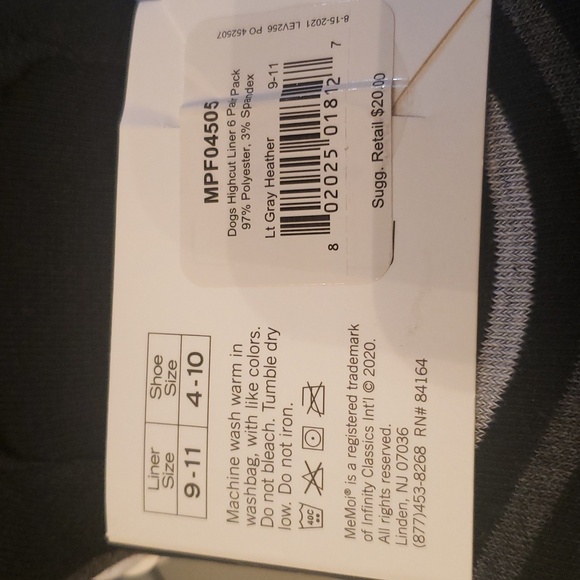 MPF04505
Dogs Highcut Liner 6 Pair Pack
97% Polyester, 3% Spandex
Lt Gray Heather 9-11
8 02025 01812 7
Sugg. Retail $20.00
8-15-2021 LEV256 PO 452507
Liner Size Shoe Size
9-11 4-10
Machine wash warm in
washbag, with like colors.
Do not bleach. Tumble dry
low. Do not iron.
40C
MeMoi® is a registered trademark
of Infinity Classics Int'l © 2020.
All rights reserved.
Linden, NJ 07036
(877)453-8268 RN# 84164